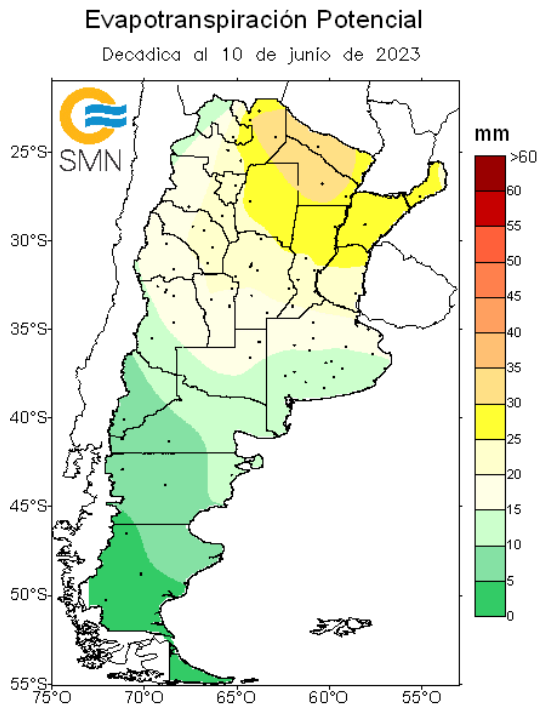 Evapotranspiración Potencial
Decádica al 10 de junio de 2023
SMN
mm
>60
60
55
50
45
40
35
30
25
20
15
10
5
0
25°S
30°S
35°S
40°S
45°S
50°S
55°S
75°O 70°O 65°O 60°O 55°O